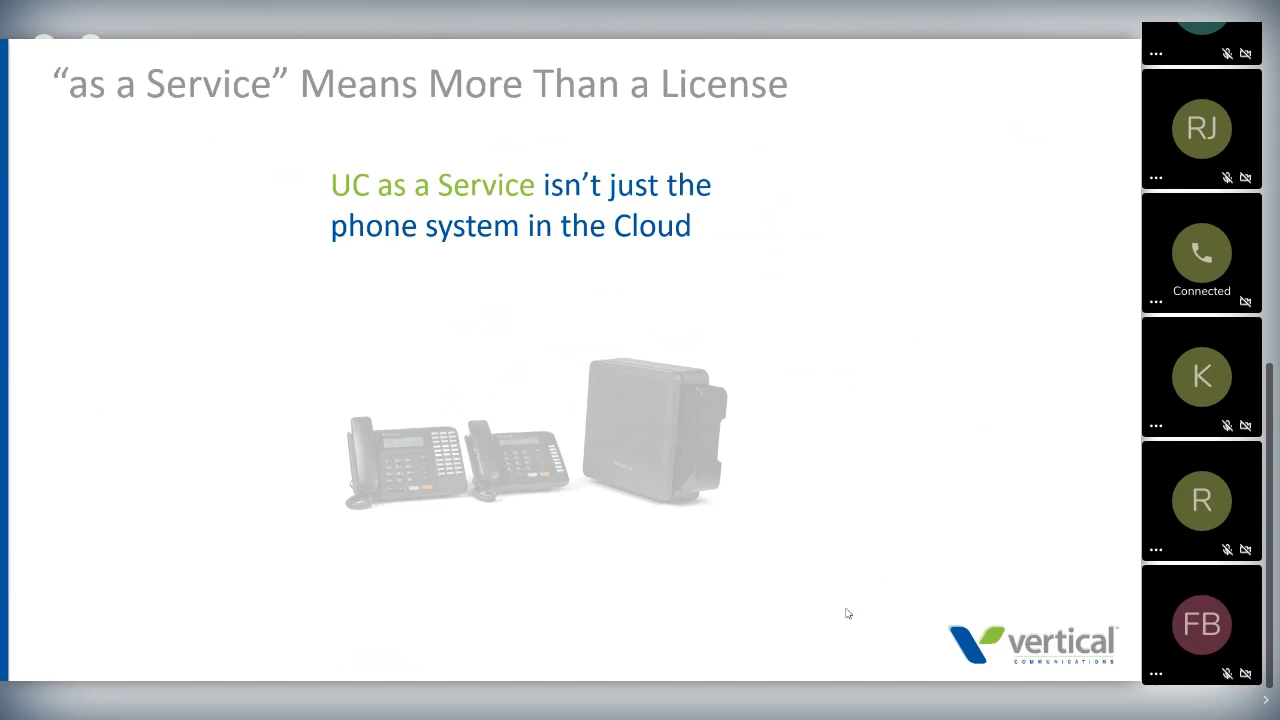 “as a Service” Means More Than a License
UC as a Service isn’t just the
phone system in the Cloud
vertical
COMMUNICATIONS
RJ
Connected
K
R
FB